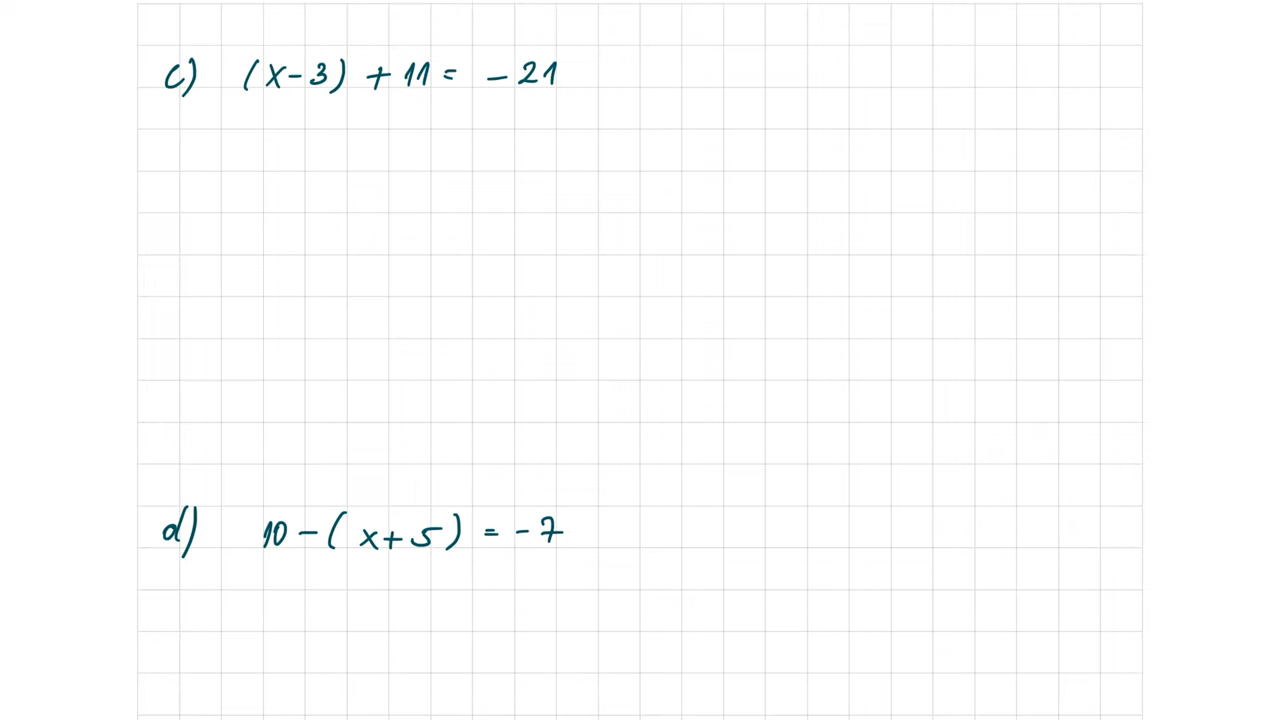 c) (x-3) + 11 = - 21
d) 10 - ( x + 5 ) = - 7